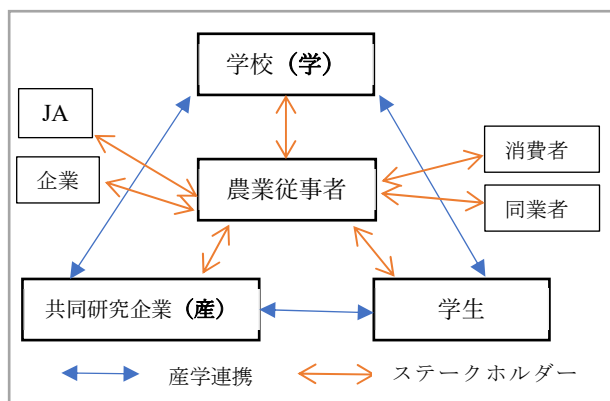 学校（学）
JA
企業
農業従事者
消費者
同業者
共同研究企業（産）
学生
産学連携
ステークホルダー